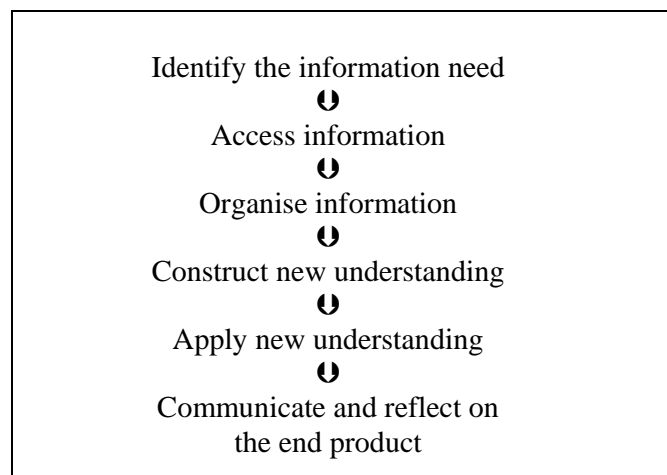 Identify the information need
Access information
Organise information
Construct new understanding
Apply new understanding
Communicate and reflect on
the end product